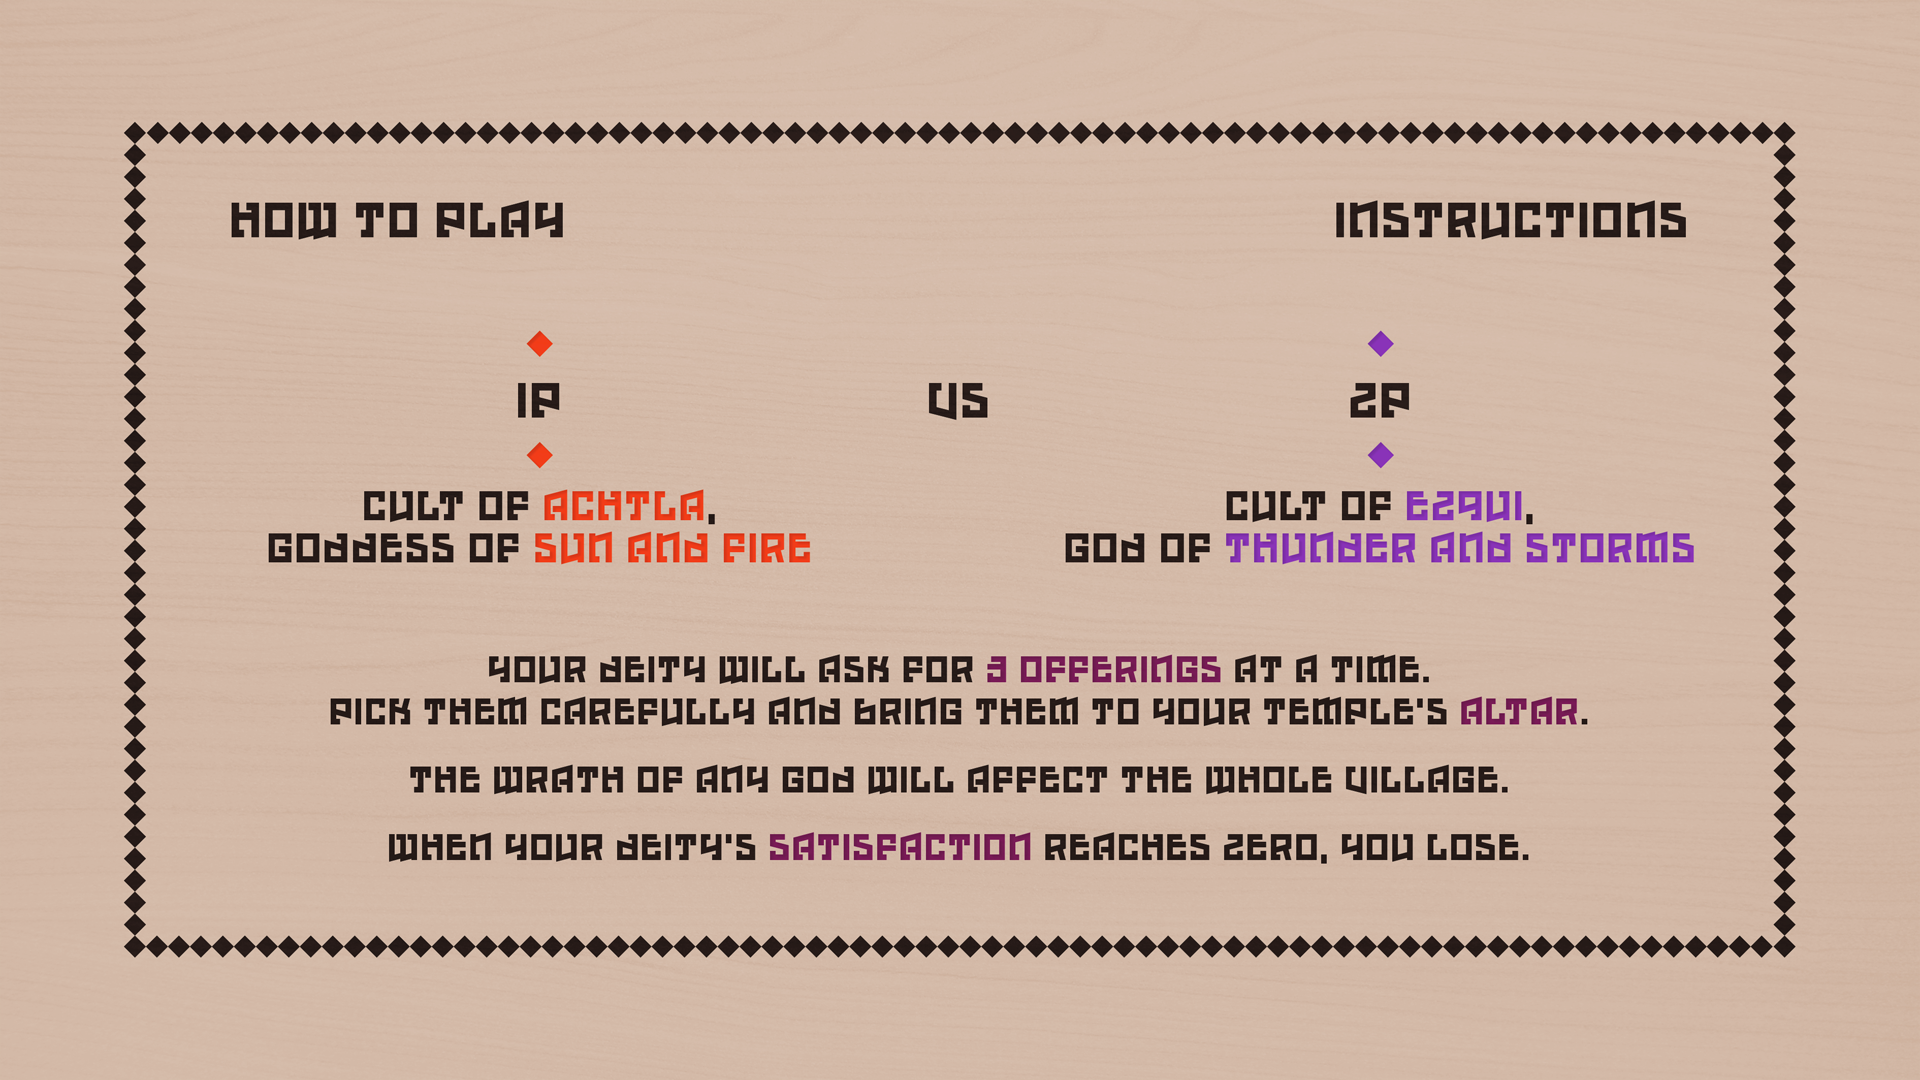 HOW TO PLAY
INSTRUCTIONS
1P
VS
2P
CULT OF ACHTLA,
GODDESS OF SUN AND FIRE
CULT OF EZQUI,
GOD OF THUNDER AND STORMS
YOUR DEITY WILL ASK FOR 3 OFFERINGS AT A TIME.
PICK THEM CAREFULLY AND BRING THEM TO YOUR TEMPLE'S ALTAR.
THE WRATH OF ANY GOD WILL AFFECT THE WHOLE VILLAGE.
WHEN YOUR DEITY'S SATISFACTION REACHES ZERO, YOU LOSE.